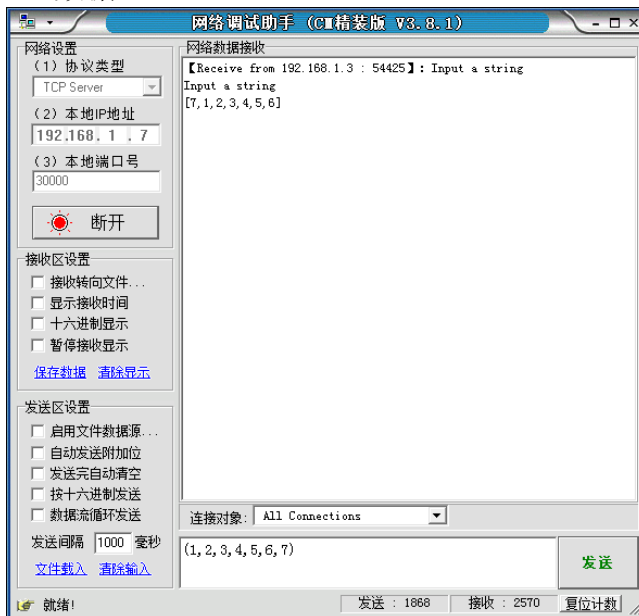 网络调试助手 (C■精装版 V3.8.1)
网络设置
(1) 协议类型
TCP Server
(2) 本地IP地址
192.168. 1 . 7
(3) 本地端口号
30000
断开
接收区设置
接收转向文件...
显示接收时间
十六进制显示
暂停接收显示
保存数据 清除显示
发送区设置
启用文件数据源...
自动发送附加位
发送完自动清空
按十六进制发送
数据流循环发送
发送间隔 1000 毫秒
文件载入 清除输入
网络数据接收
【Receive from 192.168.1.3 : 54425】: Input a string
Input a string
[7,1,2,3,4,5,6]
连接对象: All Connections
(1,2,3,4,5,6,7)
发送
就绪!
发送 : 1868
接收 : 2570
复位计数